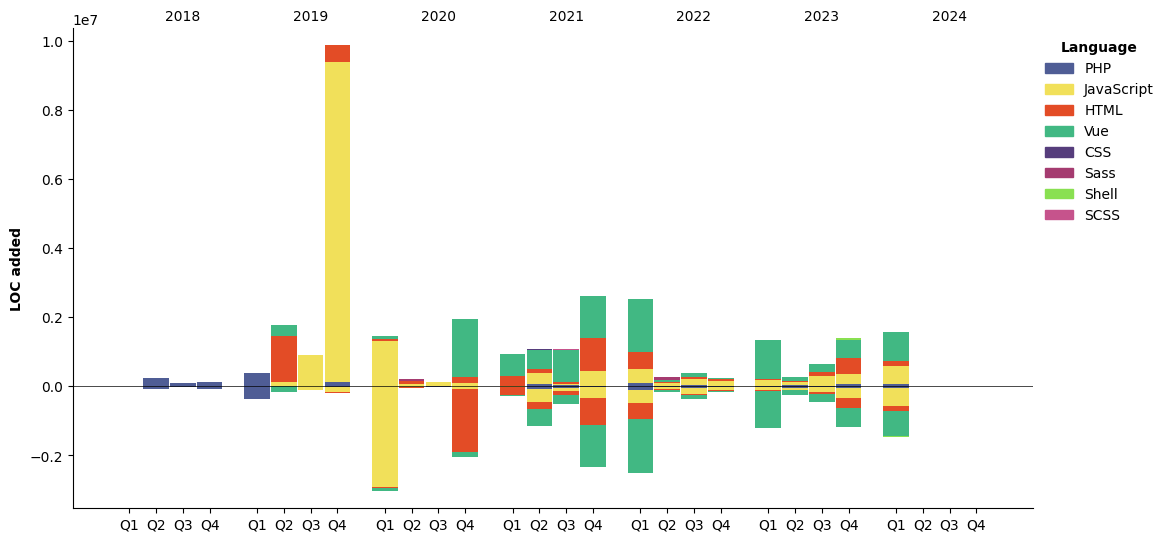 1e7
2018 2019 2020 2021 2022 2023 2024
1.0
0.8
0.6
0.4
0.2
0.0
−0.2
LOC added
Q1 Q2 Q3 Q4 Q1 Q2 Q3 Q4 Q1 Q2 Q3 Q4 Q1 Q2 Q3 Q4 Q1 Q2 Q3 Q4 Q1 Q2 Q3 Q4 Q1 Q2 Q3 Q4
Language
PHP
JavaScript
HTML
Vue
CSS
Sass
Shell
SCSS